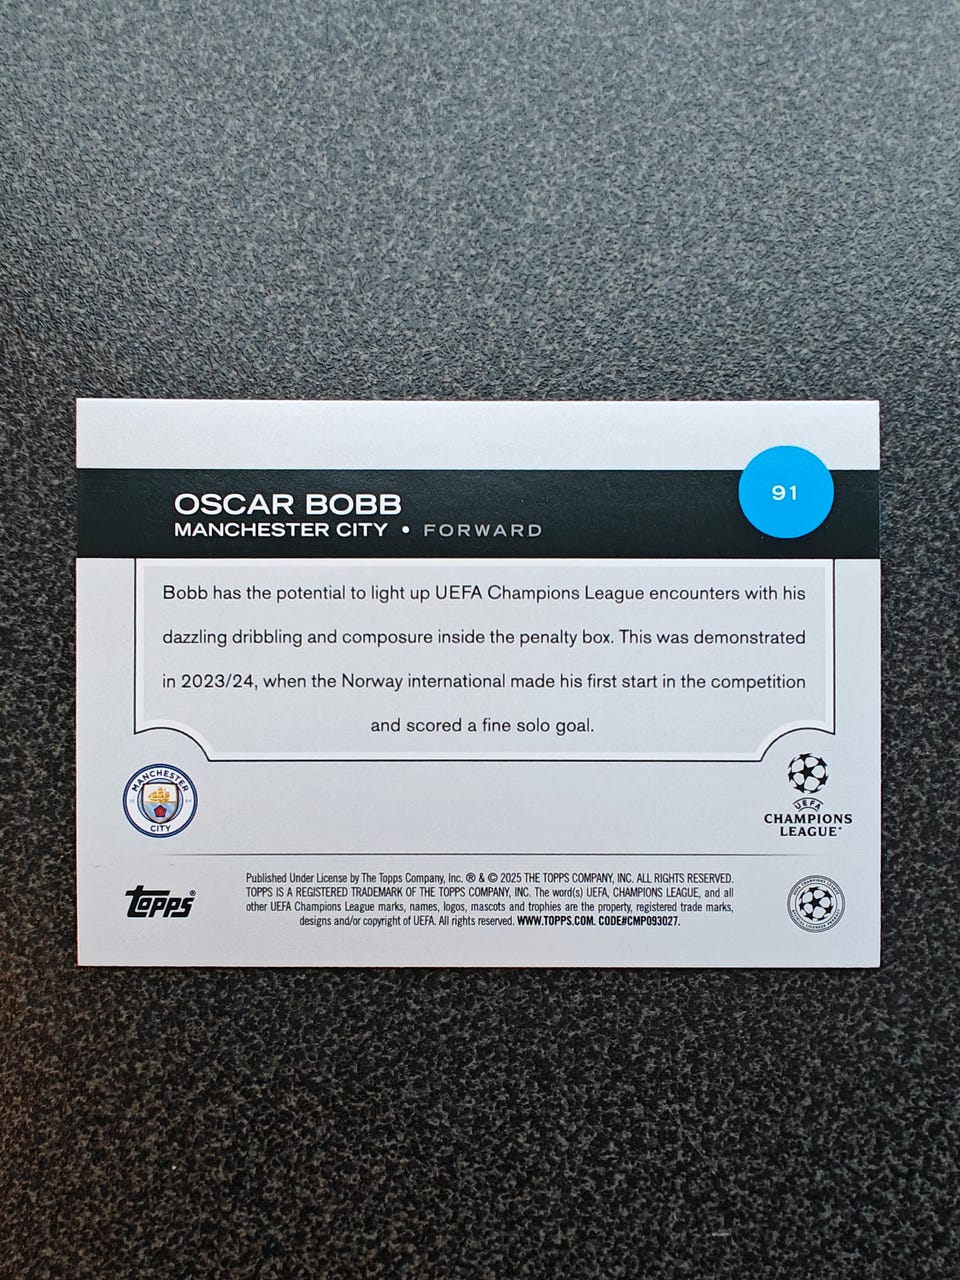 91
OSCAR BOBB
MANCHESTER CITY • FORWARD
Bobb has the potential to light up UEFA Champions League encounters with his
dazzling dribbling and composure inside the penalty box. This was demonstrated
in 2023/24, when the Norway international made his first start in the competition
and scored a fine solo goal.
MANCHESTER
CITY
UEFA
CHAMPIONS
LEAGUE
Topps®
Published Under License by The Topps Company, Inc. ® & © 2025 THE TOPPS COMPANY, INC. ALL RIGHTS RESERVED.
TOPPS IS A REGISTERED TRADEMARK OF THE TOPPS COMPANY, INC. The word(s) UEFA, CHAMPIONS LEAGUE, and all
other UEFA Champions League marks, names, logos, mascots and trophies are the property, registered trade marks,
designs and/or copyright of UEFA. All rights reserved. WWW.TOPPS.COM. CODE#CMP093027.